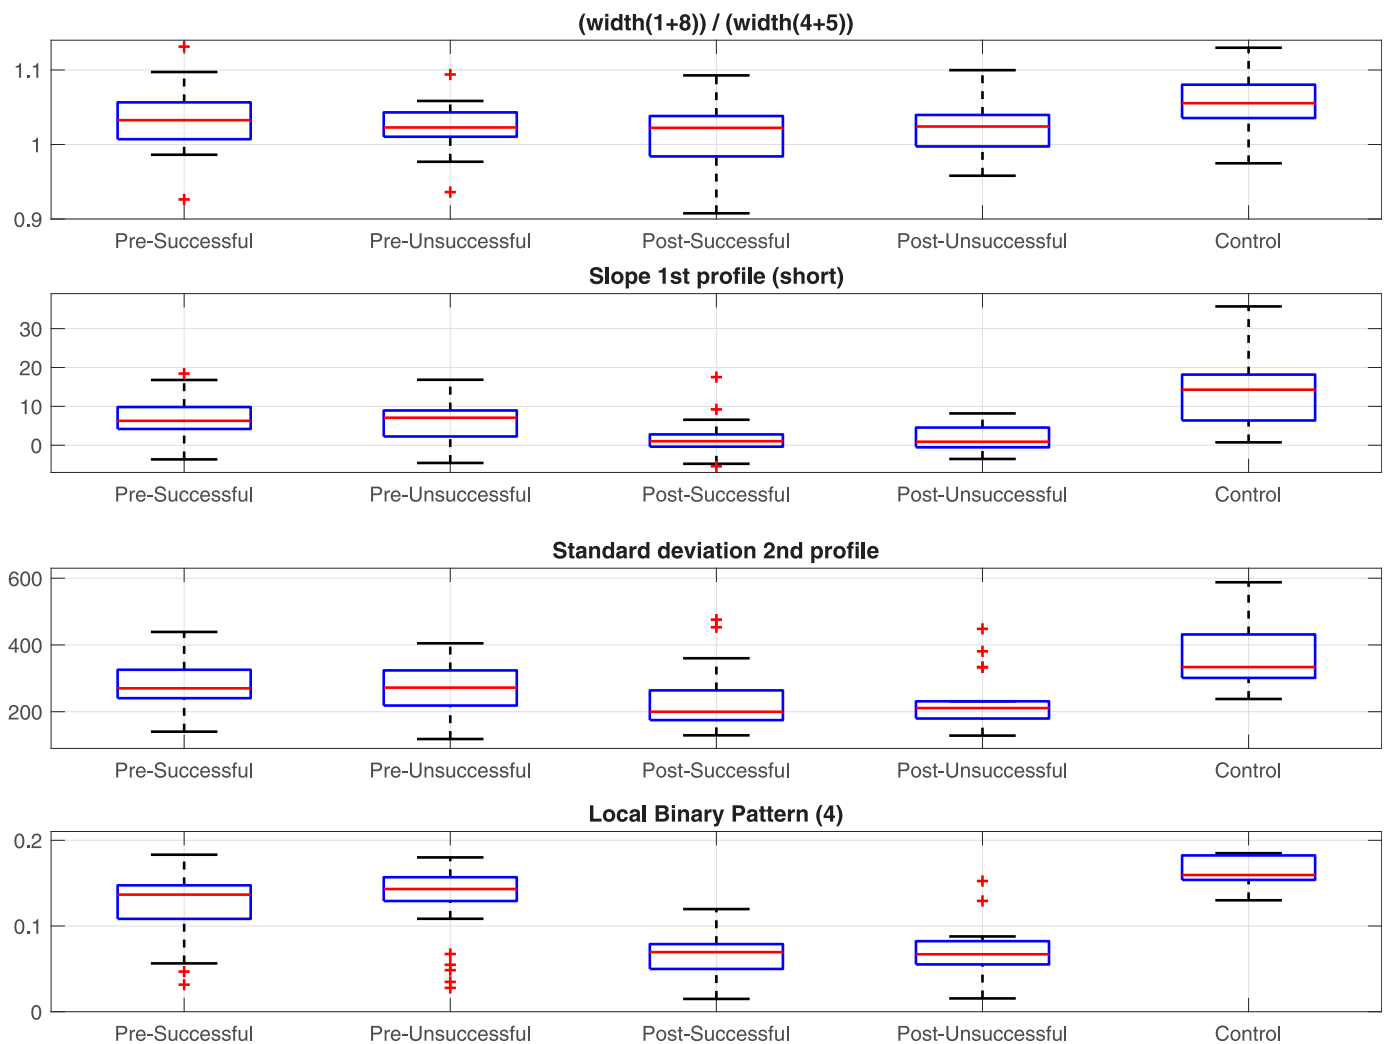 (width(1+8)) / (width(4+5))
1.1
1
0.9
Pre-Successful Pre-Unsuccessful Post-Successful Post-Unsuccessful Control
Slope 1st profile (short)
30
20
10
0
Pre-Successful Pre-Unsuccessful Post-Successful Post-Unsuccessful Control
Standard deviation 2nd profile
600
400
200
Pre-Successful Pre-Unsuccessful Post-Successful Post-Unsuccessful Control
Local Binary Pattern (4)
0.2
0.1
0
Pre-Successful Pre-Unsuccessful Post-Successful Post-Unsuccessful Control